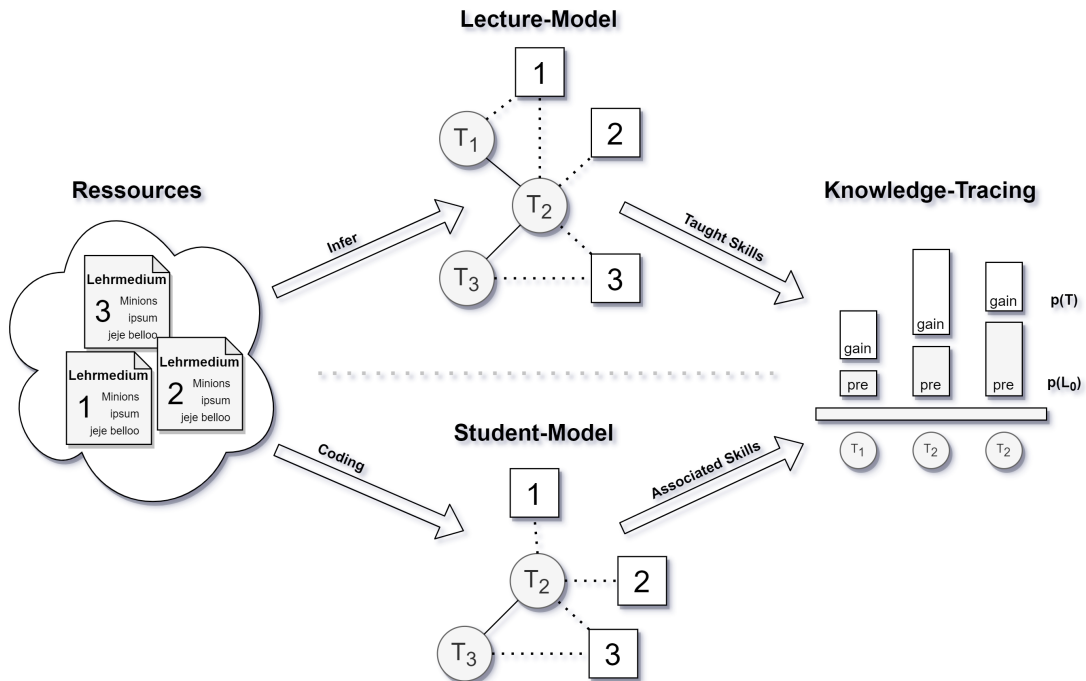 Lecture-Model
1
T1
2
T2
T3
3
Ressources
Infer
Lehrmedium
3
Minions
ipsum
jeje belloo
Lehrmedium
1
Minions
ipsum
jeje belloo
Lehrmedium
2
Minions
ipsum
jeje belloo
Coding
Student-Model
1
T2
2
T3
3
Taught Skills
Associated Skills
Knowledge-Tracing
gain
gain
gain
p(T)
pre
pre
pre
p(L0)
T1
T2
T2